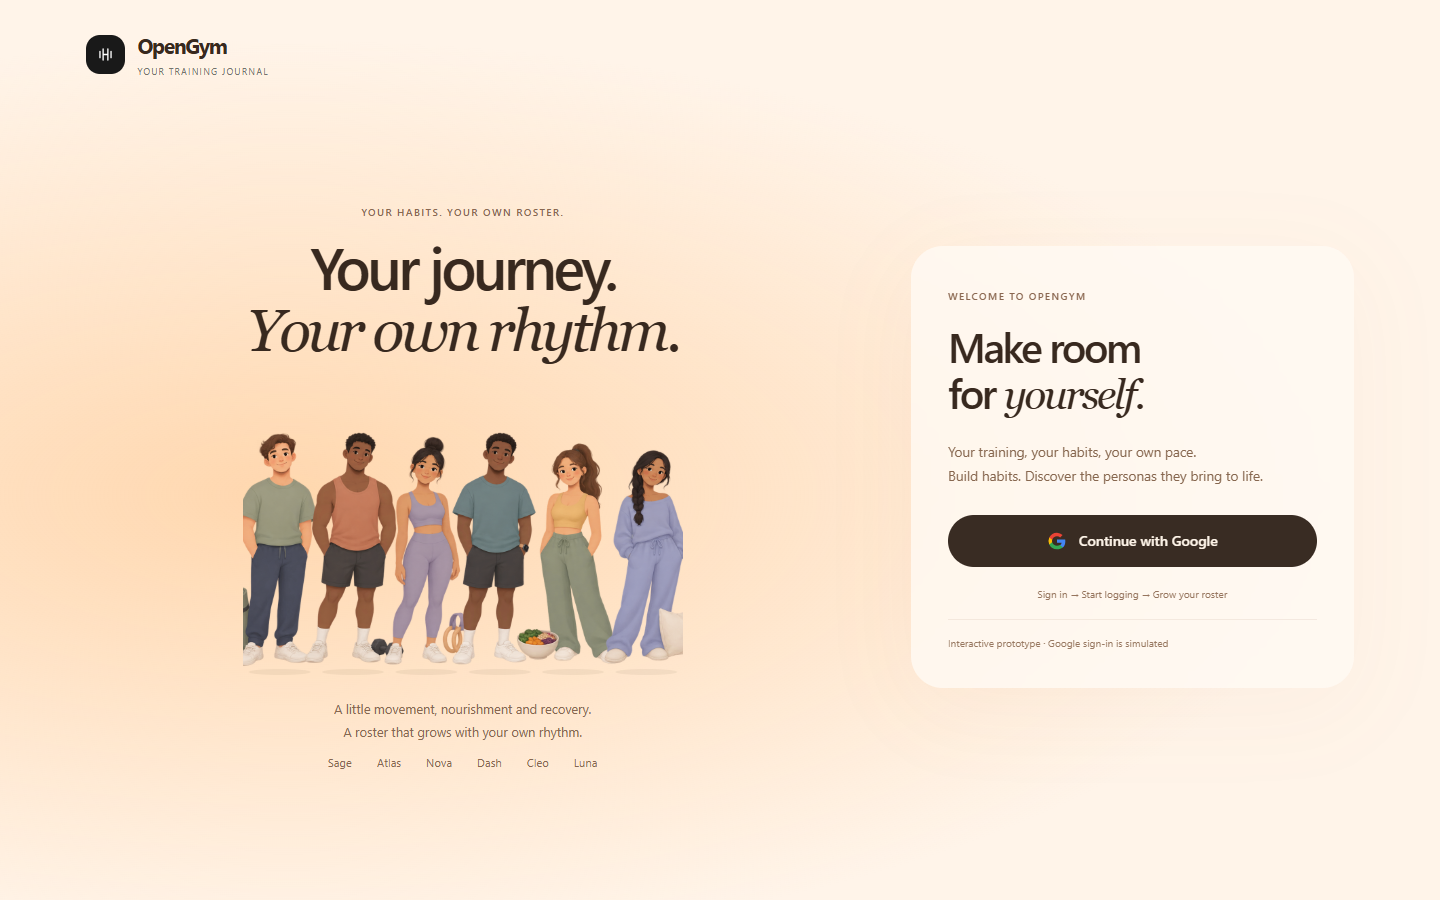 OpenGym
YOUR TRAINING JOURNAL
YOUR HABITS. YOUR OWN ROSTER.
Your journey.
Your own rhythm.
A little movement, nourishment and recovery.
A roster that grows with your own rhythm.
Sage Atlas Nova Dash Cleo Luna
WELCOME TO OPENGYM
Make room
for yourself.
Your training, your habits, your own pace.
Build habits. Discover the personas they bring to life.
Continue with Google
Sign in → Start logging → Grow your roster
Interactive prototype · Google sign-in is simulated